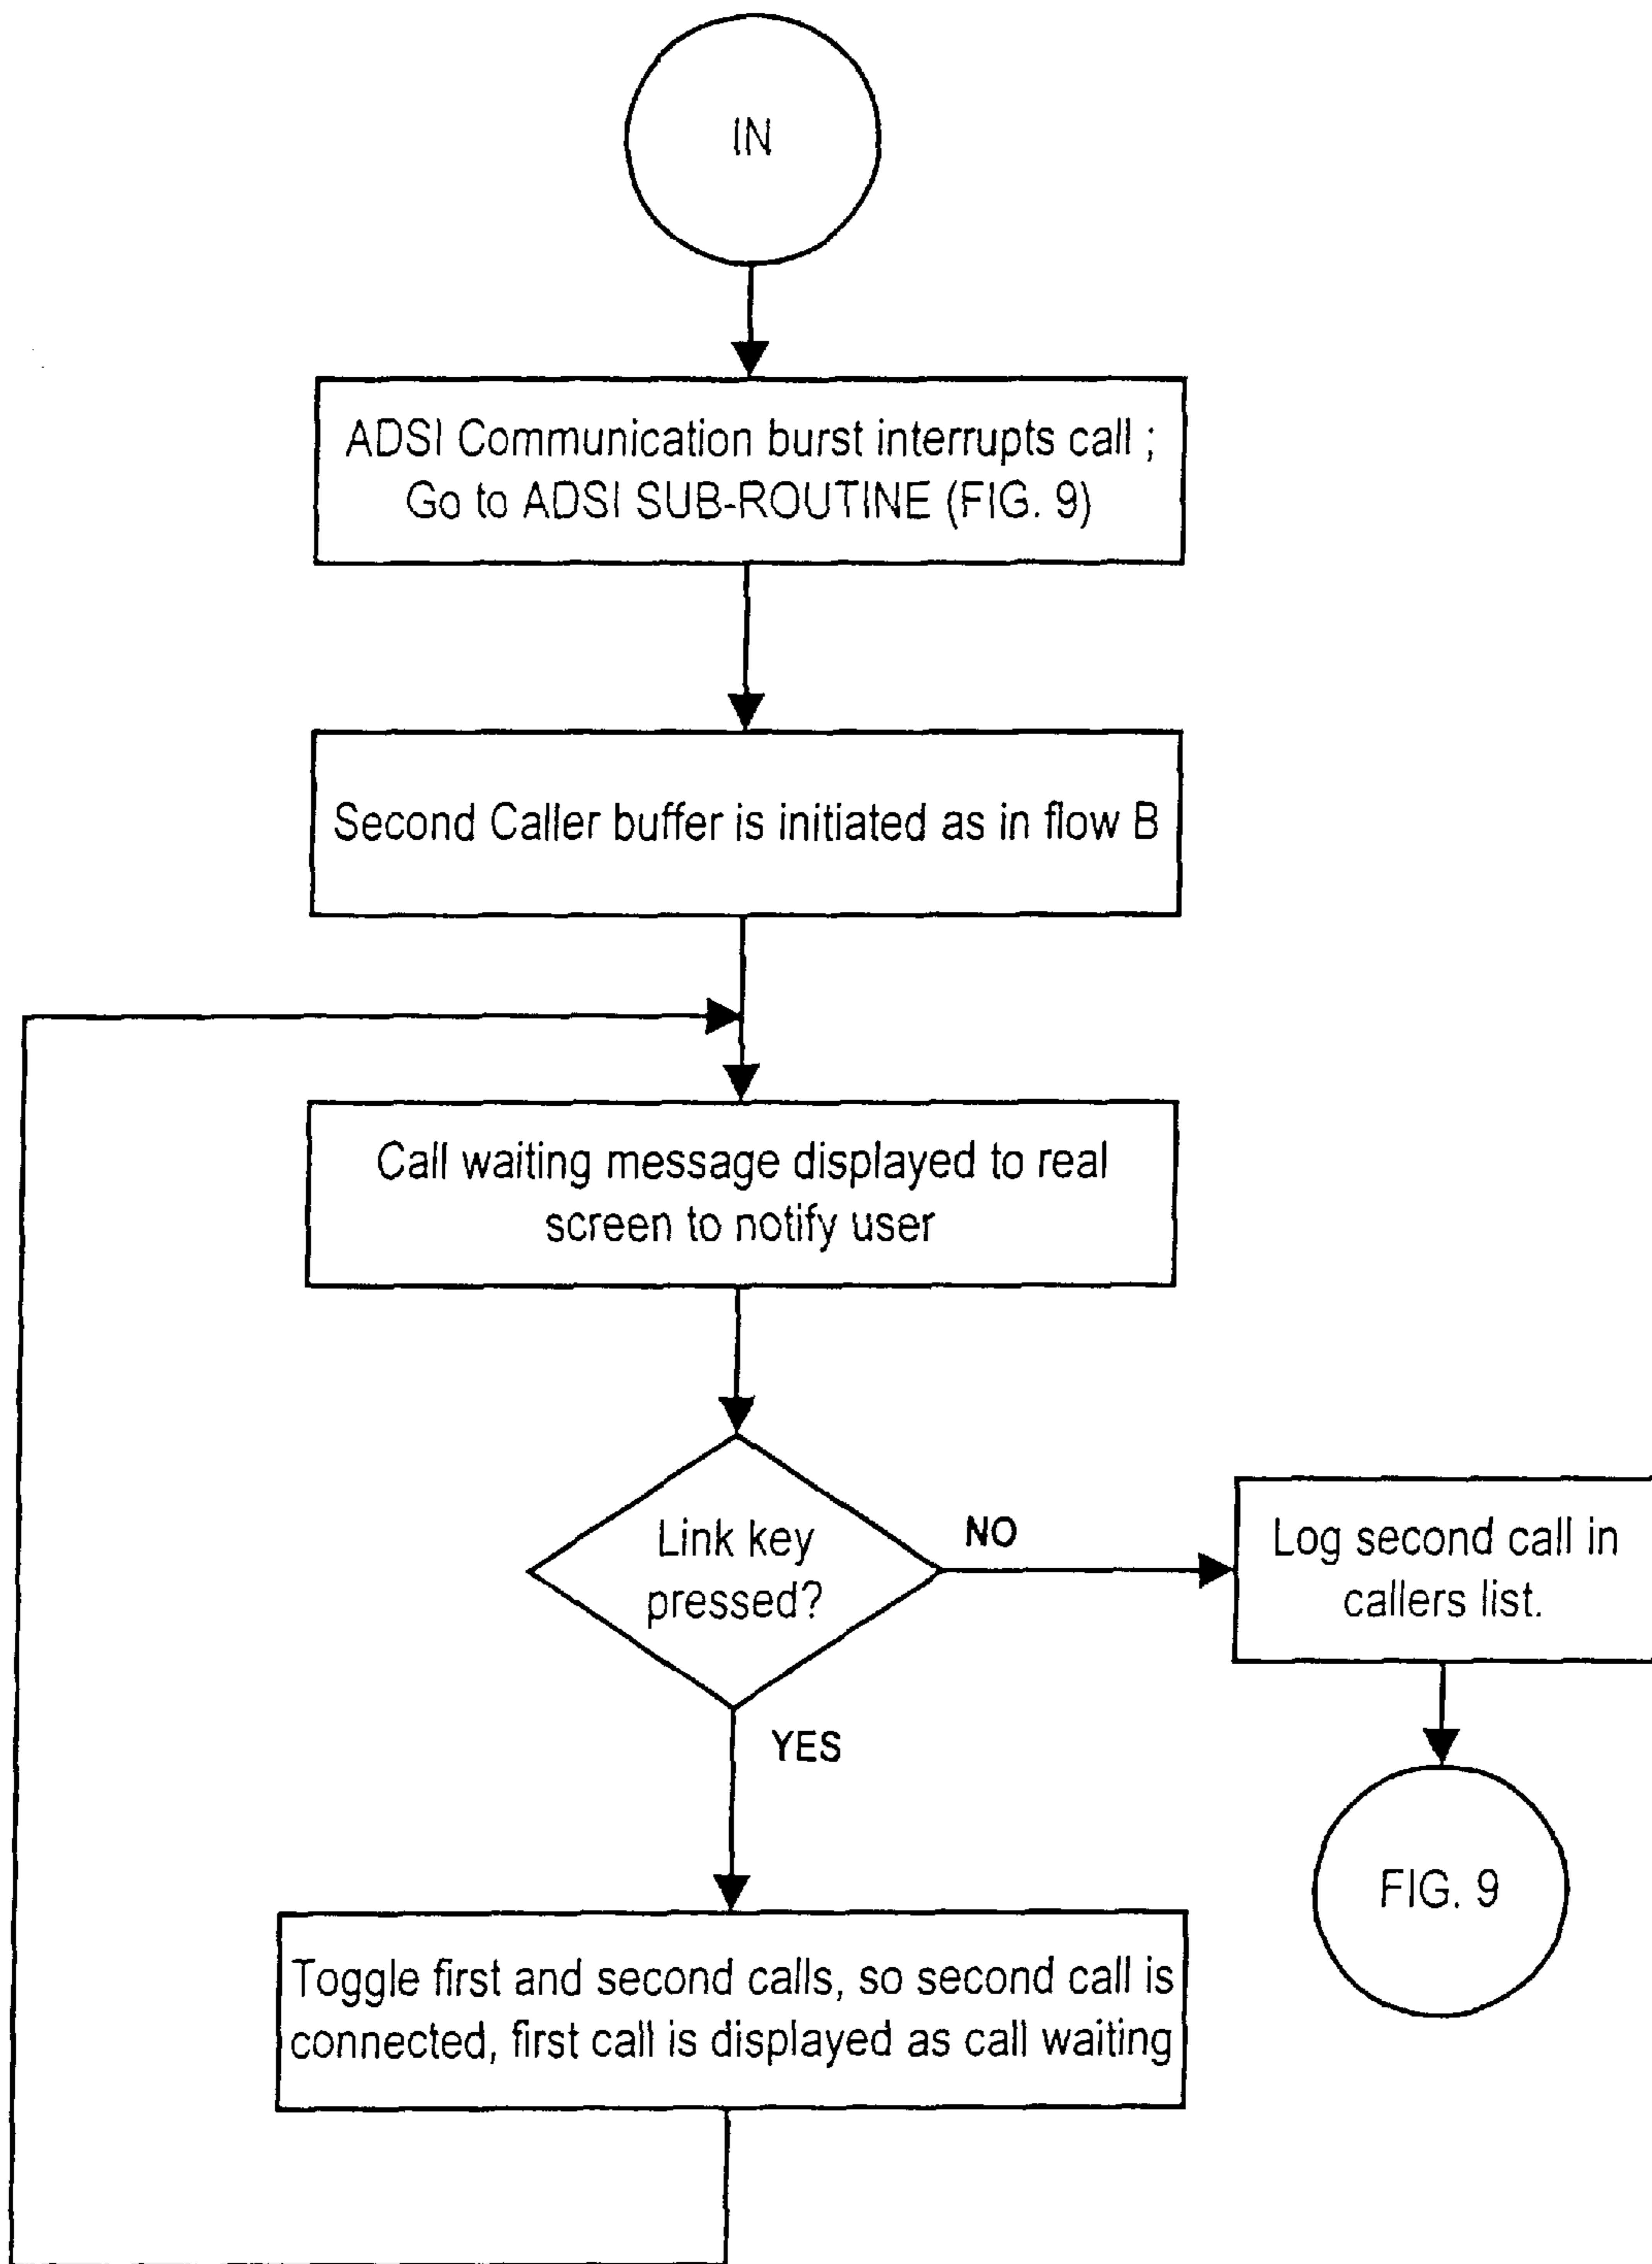 IN
ADSI Communication burst interrupts call ;
Go to ADSI SUB-ROUTINE (FIG. 9)
Second Caller buffer is initiated as in flow B
Call waiting message displayed to real
screen to notify user
Link key
pressed?
NO
Log second call in
callers list.
YES
FIG. 9
Toggle first and second calls, so second call is
connected, first call is displayed as call waiting